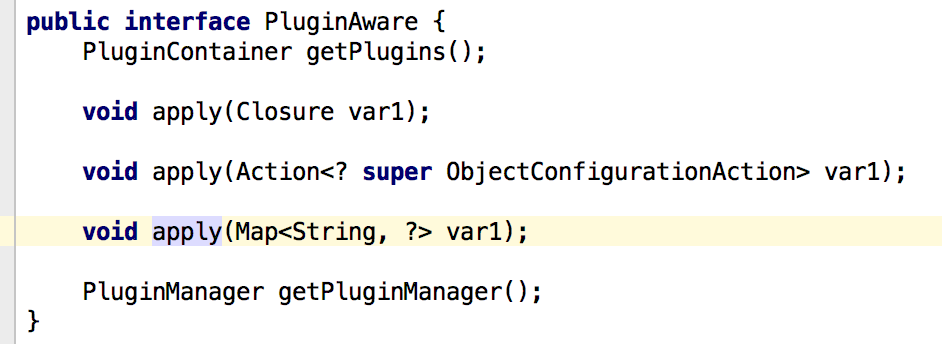 public interface PluginAware {
    PluginContainer getPlugins();
    void apply(Closure var1);
    void apply(Action<? super ObjectConfigurationAction> var1);
    void apply(Map<String, ?> var1);
    PluginManager getPluginManager();
}